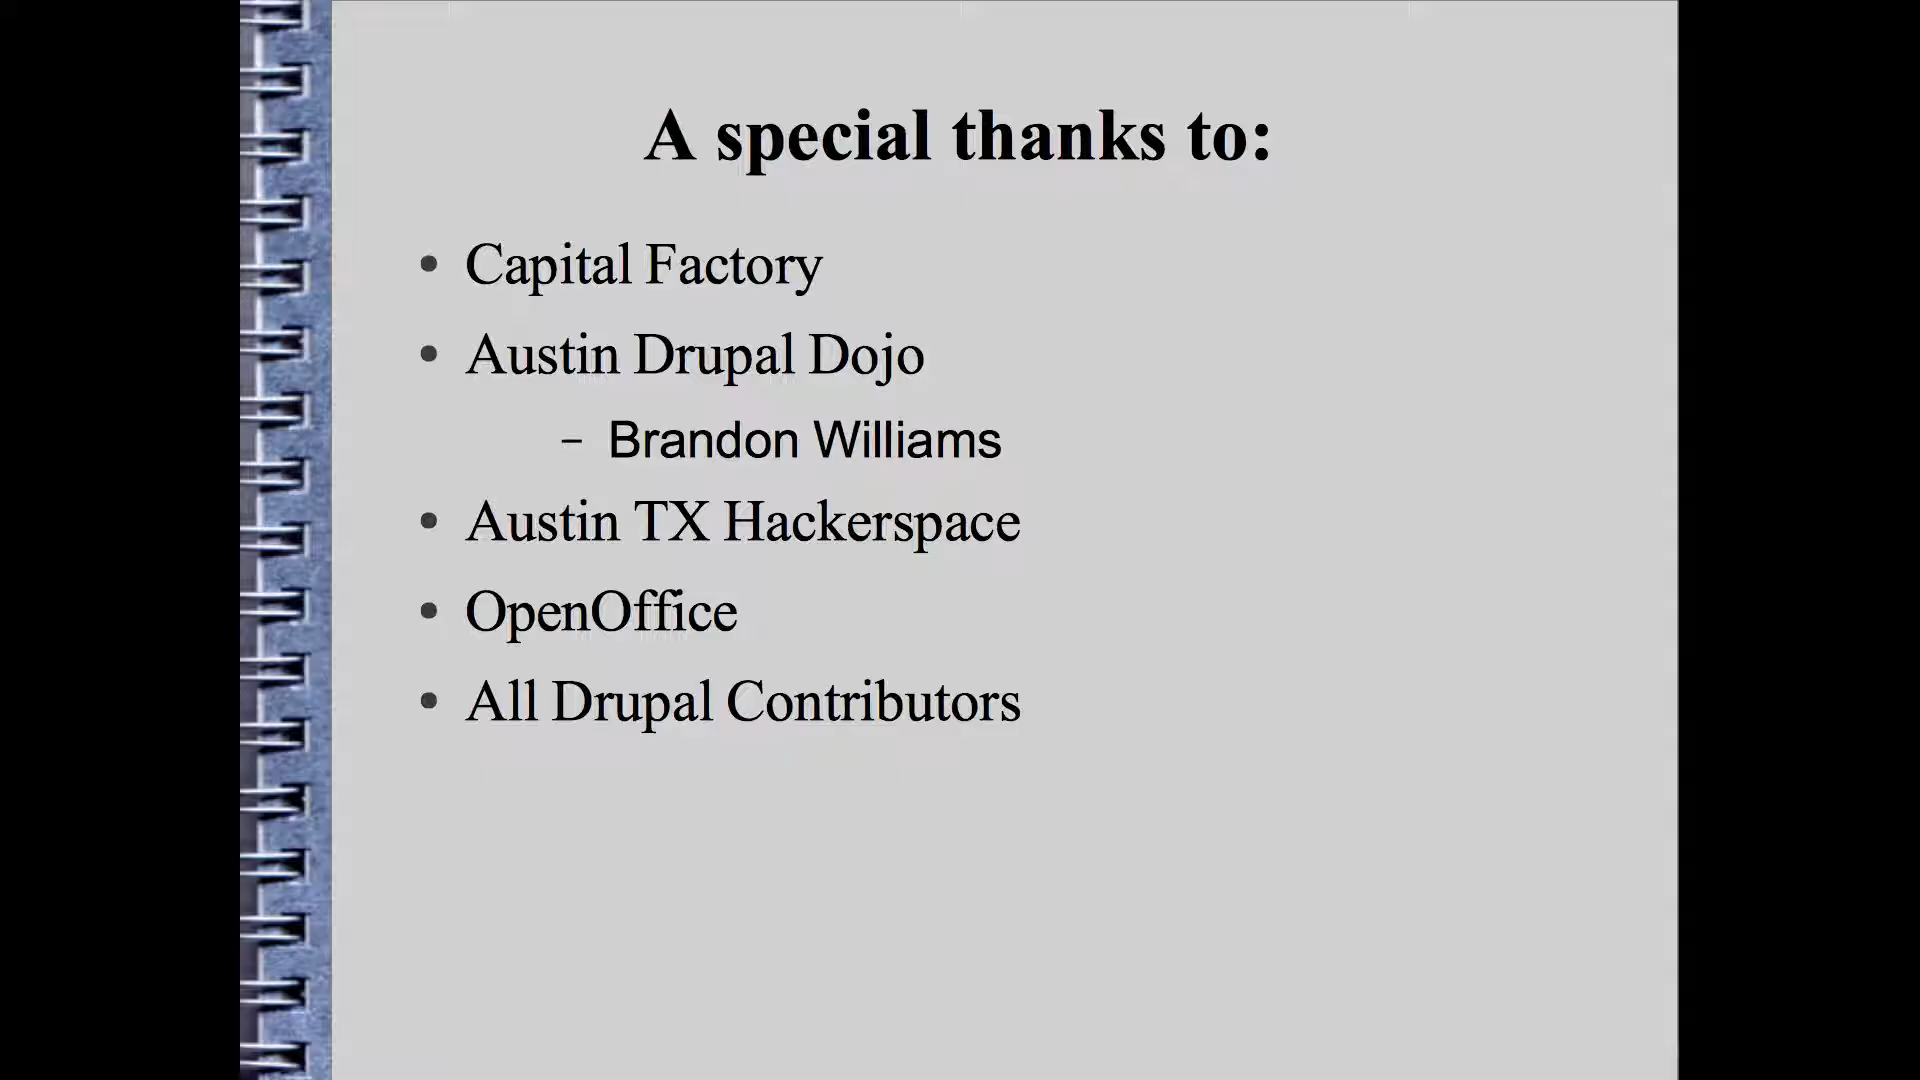 A special thanks to:
• Capital Factory
• Austin Drupal Dojo
– Brandon Williams
• Austin TX Hackerspace
• OpenOffice
• All Drupal Contributors